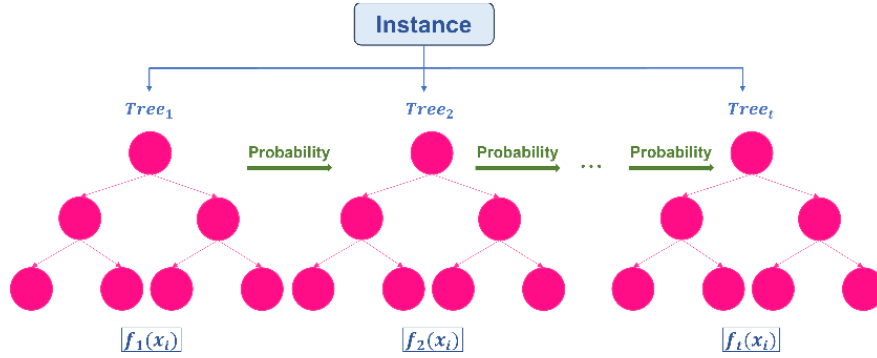 Instance
Tree₁ Tree₂ Treeₜ
Probability Probability ... Probability
f₁(xᵢ) f₂(xᵢ) fₜ(xᵢ)